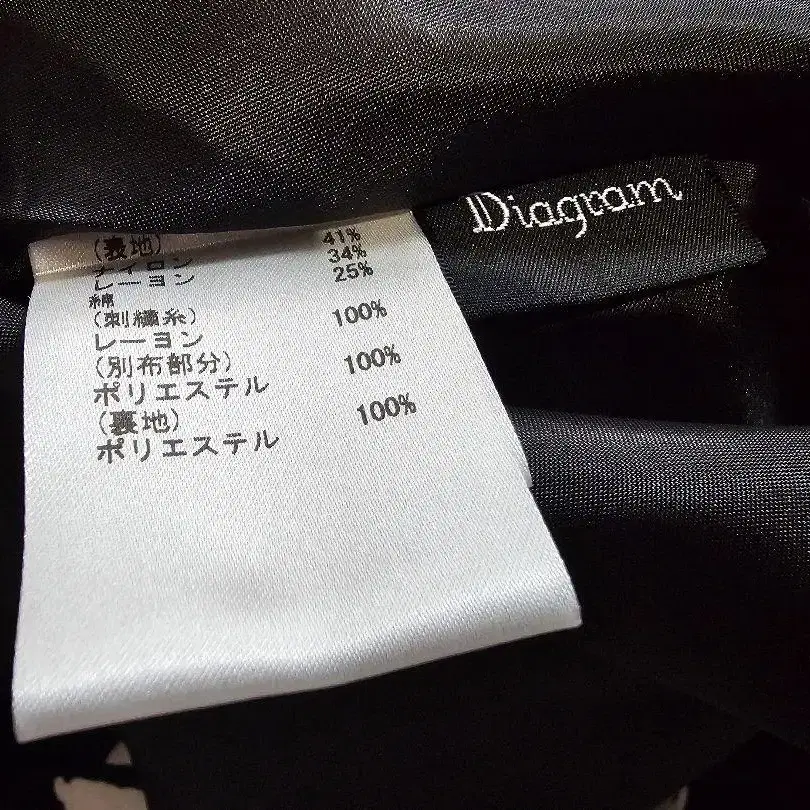 Diagram
(表地)
ナイロン 41%
レーヨン 34%
綿 25%
(刺繍糸)
レーヨン 100%
(別布部分)
ポリエステル 100%
(裏地)
ポリエステル 100%